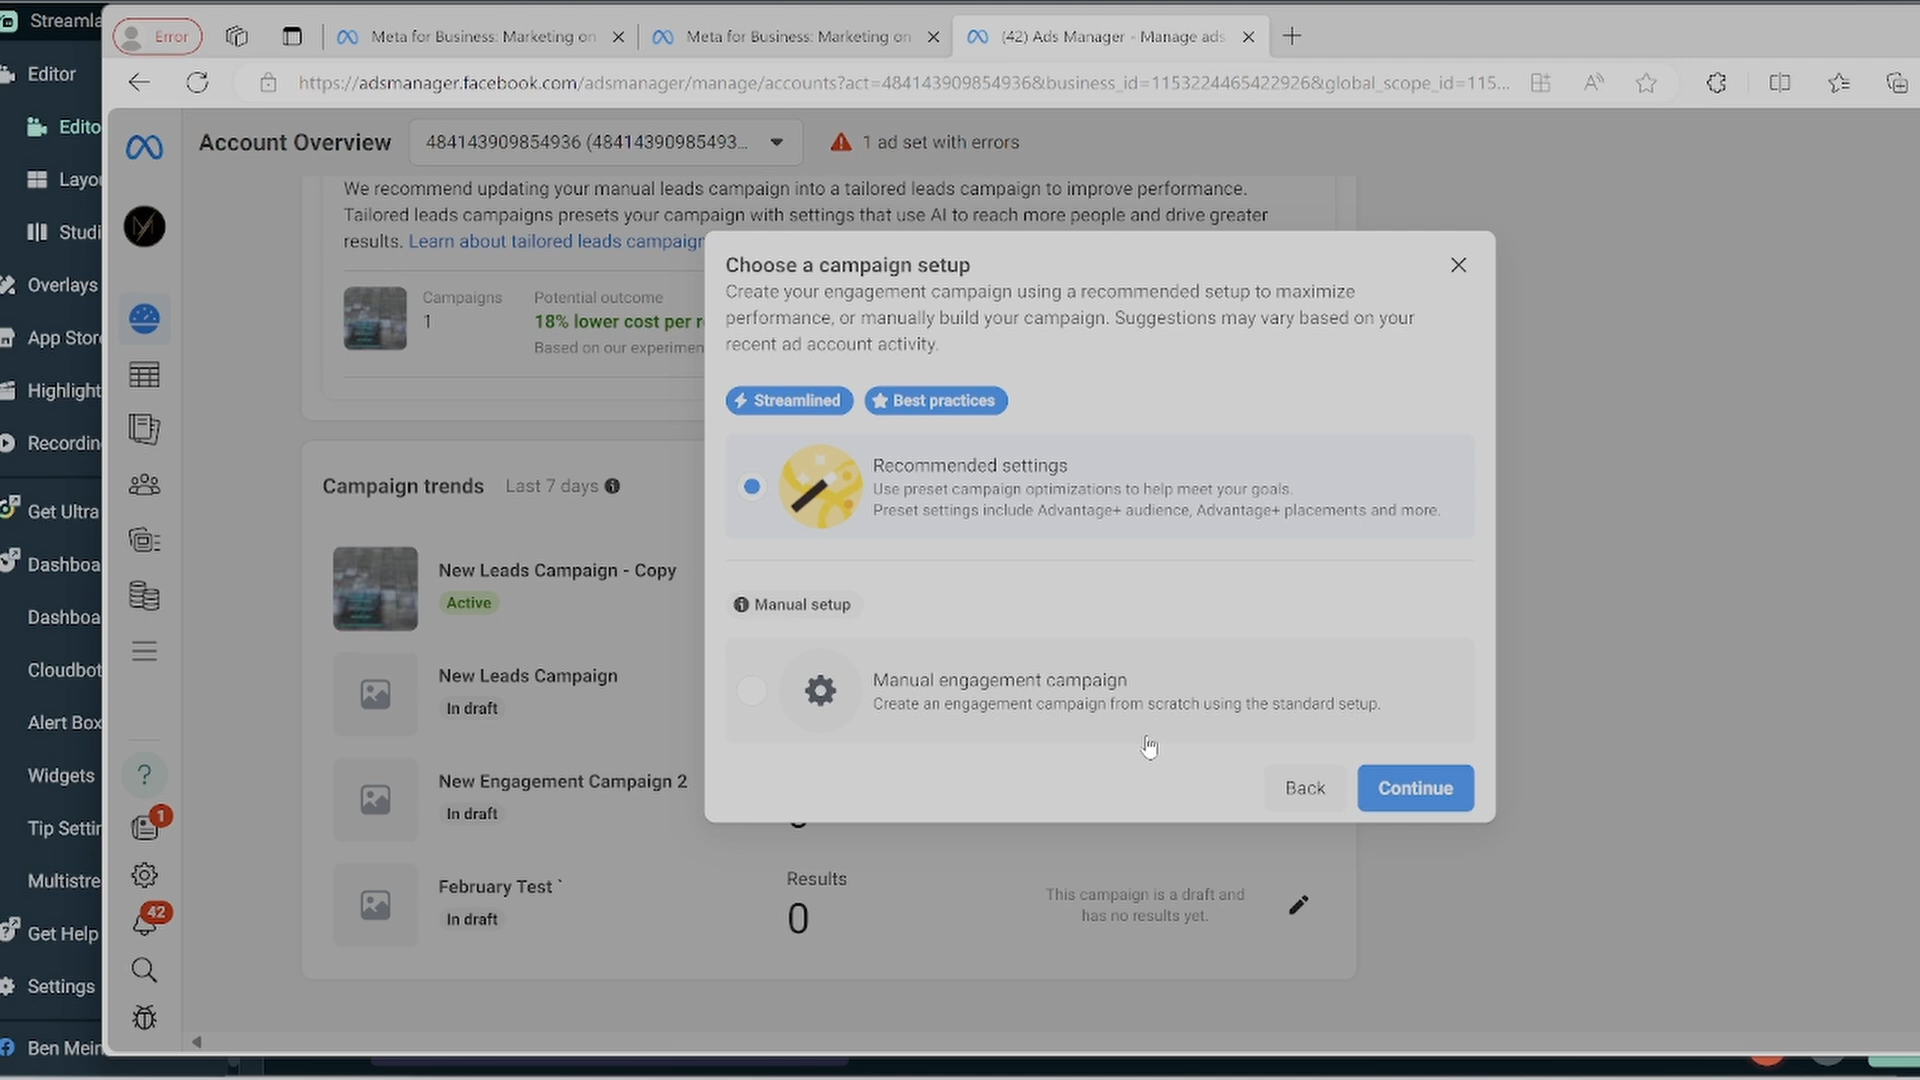 Streamla
Editor
Edito
Layou
Studi
Overlays
App Store
Highlight
Recordin
Get Ultra
Dashboa
Dashboa
Cloudbot
Alert Box
Widgets
Tip Settin
Multistre
Get Help
Settings
Ben Mein
Error
Meta for Business: Marketing on
Meta for Business: Marketing on
(42) Ads Manager - Manage ads
https://adsmanager.facebook.com/adsmanager/manage/accounts?act=484143909854936&business_id=1153224465422926&global_scope_id=115...
Account Overview
484143909854936 (48414390985493...
1 ad set with errors
We recommend updating your manual leads campaign into a tailored leads campaign to improve performance.
Tailored leads campaigns presets your campaign with settings that use AI to reach more people and drive greater
results. Learn about tailored leads campaign
Campaigns
1
Potential outcome
18% lower cost per r
Based on our experimen
Campaign trends Last 7 days
New Leads Campaign - Copy
Active
New Leads Campaign
In draft
New Engagement Campaign 2
In draft
February Test `
In draft
Results
0
This campaign is a draft and
has no results yet.
?
1
42
Choose a campaign setup
Create your engagement campaign using a recommended setup to maximize
performance, or manually build your campaign. Suggestions may vary based on your
recent ad account activity.
Streamlined
Best practices
Recommended settings
Use preset campaign optimizations to help meet your goals.
Preset settings include Advantage+ audience, Advantage+ placements and more.
Manual setup
Manual engagement campaign
Create an engagement campaign from scratch using the standard setup.
Back
Continue